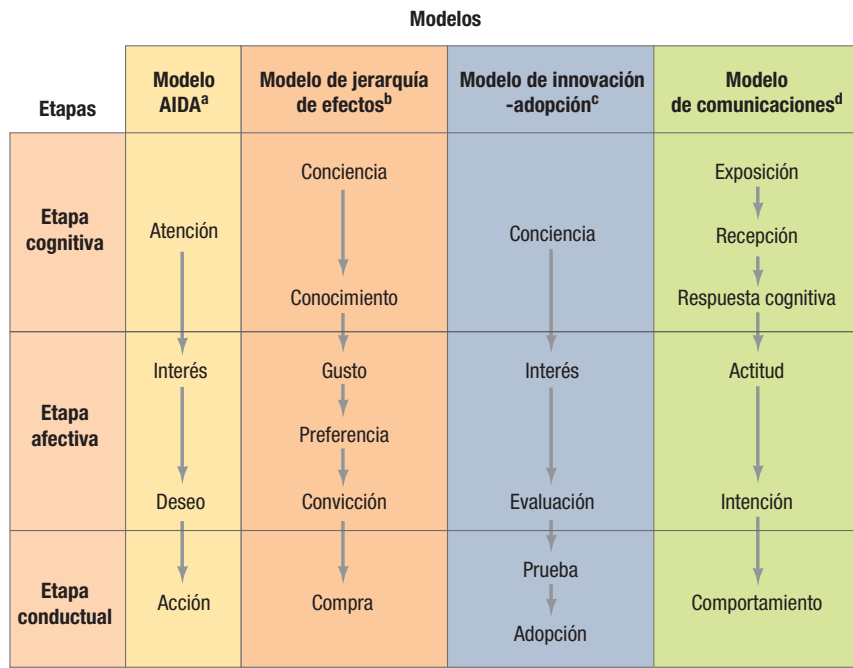 Modelos
Etapas
Modelo
AIDAᵃ
Modelo de jerarquía
de efectosᵇ
Modelo de innovación
-adopciónᶜ
Modelo
de comunicacionesᵈ
Etapa
cognitiva
Atención
Conciencia
Conocimiento
Conciencia
Exposición
Recepción
Respuesta cognitiva
Etapa
afectiva
Interés
Deseo
Gusto
Preferencia
Convicción
Interés
Evaluación
Actitud
Intención
Etapa
conductual
Acción
Compra
Prueba
Adopción
Comportamiento